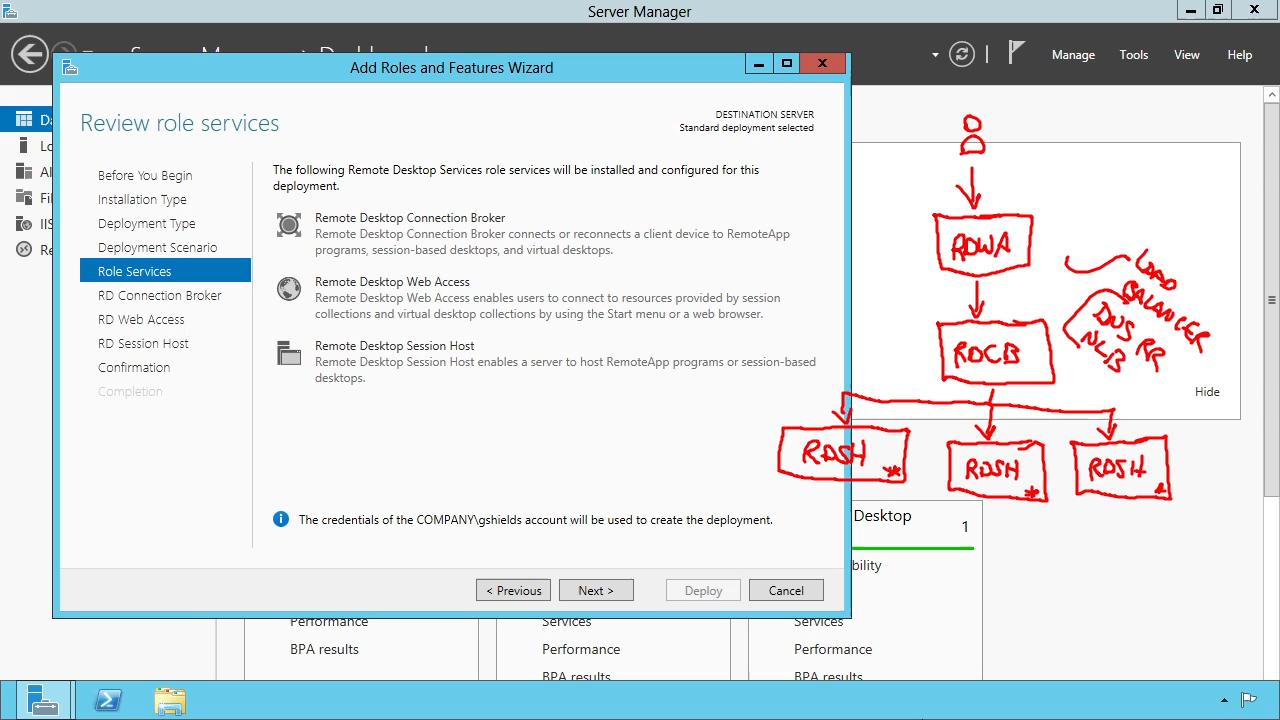 Server Manager
Manage
Tools
View
Help
Add Roles and Features Wizard
Review role services
DESTINATION SERVER
Standard deployment selected
Before You Begin
Installation Type
Deployment Type
Deployment Scenario
Role Services
RD Connection Broker
RD Web Access
RD Session Host
Confirmation
Completion
The following Remote Desktop Services role services will be installed and configured for this
deployment.
Remote Desktop Connection Broker
Remote Desktop Connection Broker connects or reconnects a client device to RemoteApp
programs, session-based desktops, and virtual desktops.
Remote Desktop Web Access
Remote Desktop Web Access enables users to connect to resources provided by session
collections and virtual desktop collections by using the Start menu or a web browser.
Remote Desktop Session Host
Remote Desktop Session Host enables a server to host RemoteApp programs or session-based
desktops.
The credentials of the COMPANY\gshields account will be used to create the deployment.
< Previous
Next >
Deploy
Cancel
RDWA
RDCB
LOAD
BALANCER
DNS RR
NLB
Hide
RDSH *
RDSH *
RDSH *
Desktop
1
Performance
BPA results
Services
Performance
BPA results
Services
Performance
BPA results